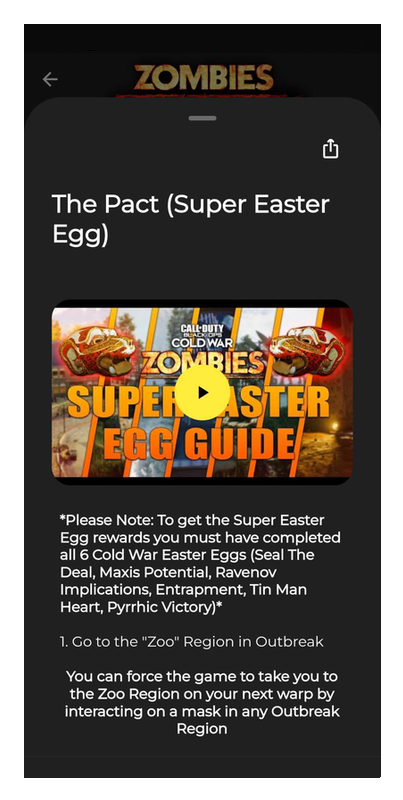 ZOMBIES
The Pact (Super Easter
Egg)
CALL OF DUTY
BLACK OPS
COLD WAR
ZOMBIES
SUPER EASTER
EGG GUIDE
*Please Note: To get the Super Easter
Egg rewards you must have completed
all 6 Cold War Easter Eggs (Seal The
Deal, Maxis Potential, Ravenov
Implications, Entrapment, Tin Man
Heart, Pyrrhic Victory)*
1. Go to the "Zoo" Region in Outbreak
You can force the game to take you to
the Zoo Region on your next warp by
interacting on a mask in any Outbreak
Region